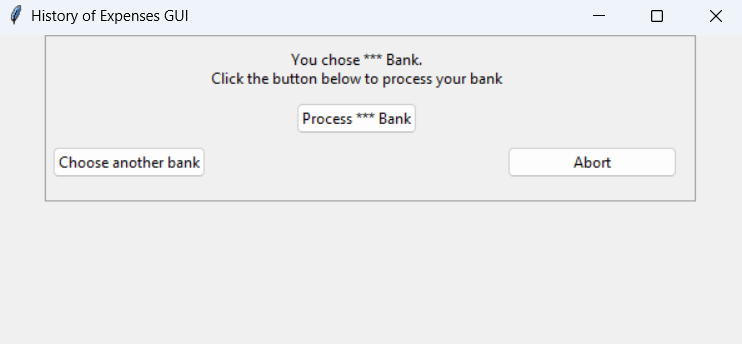 History of Expenses GUI
You chose *** Bank.
Click the button below to process your bank
Process *** Bank
Choose another bank
Abort